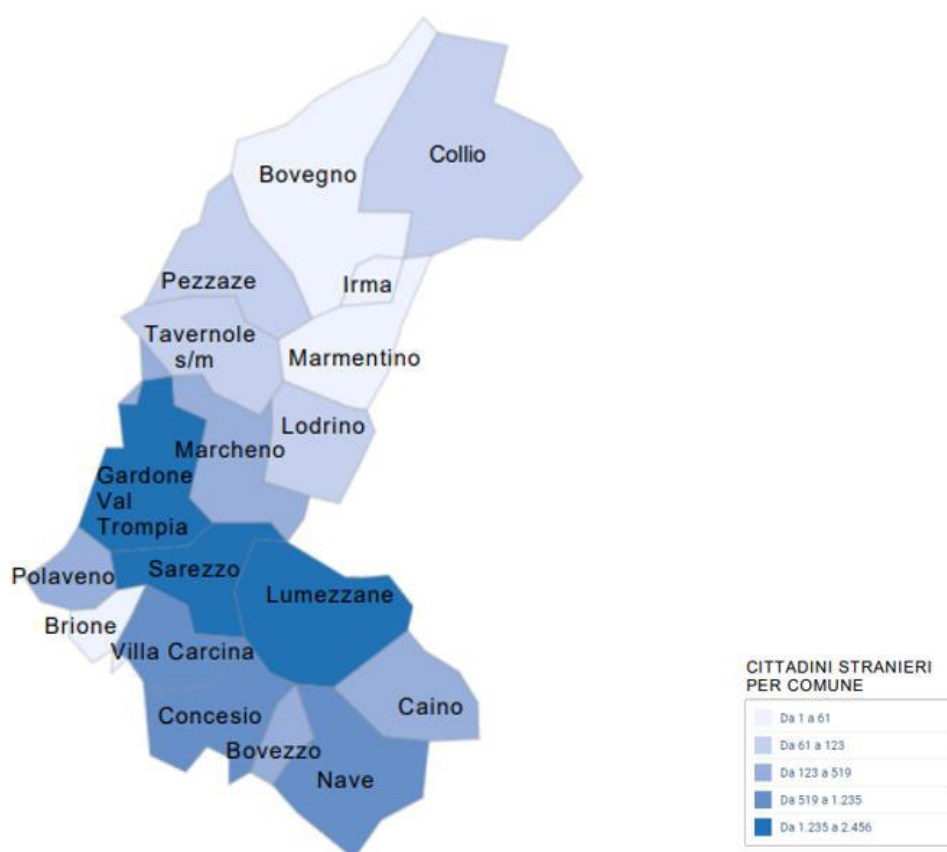 Collio
Bovegno
Pezzaze
Irma
Tavernole
s/m
Marmentino
Lodrino
Marcheno
Gardone
Val
Trompia
Sarezzo
Polaveno
Lumezzane
Brione
Villa Carcina
Concesio
Caino
Bovezzo
Nave
CITTADINI STRANIERI
PER COMUNE
Da 1 a 61
Da 61 a 123
Da 123 a 519
Da 519 a 1.235
Da 1.235 a 2.456